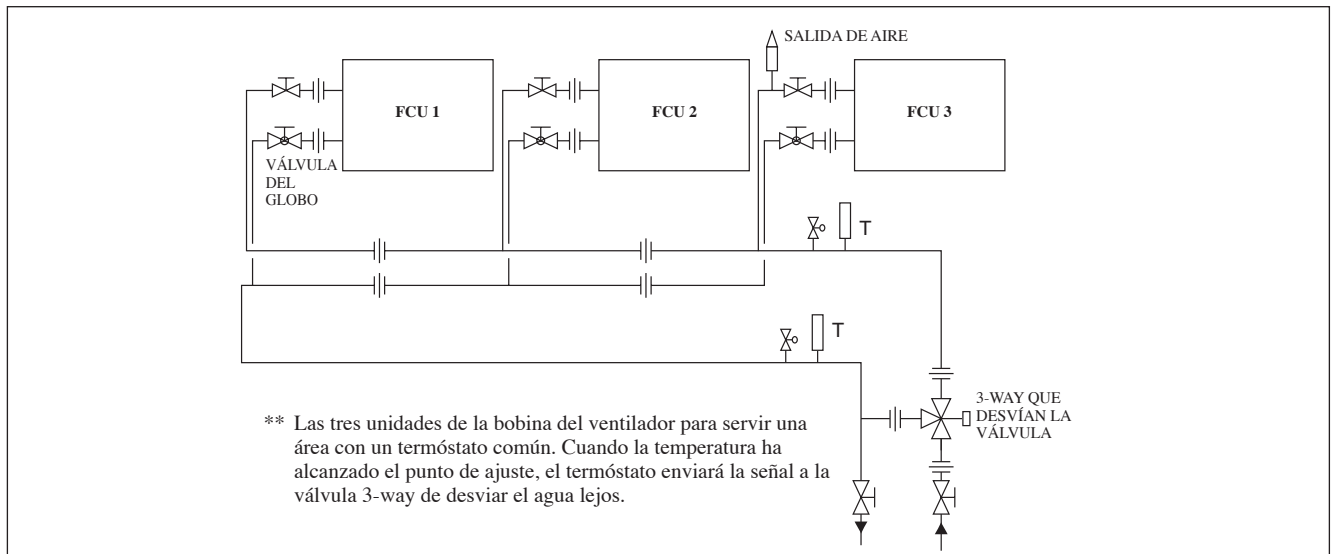 SALIDA DE AIRE
FCU 1
FCU 2
FCU 3
VÁLVULA
DEL
GLOBO
T
T
3-WAY QUE
DESVÍAN LA
VÁLVULA
** Las tres unidades de la bobina del ventilador para servir una
área con un termóstato común. Cuando la temperatura ha
alcanzado el punto de ajuste, el termóstato enviará la señal a la
válvula 3-way de desviar el agua lejos.